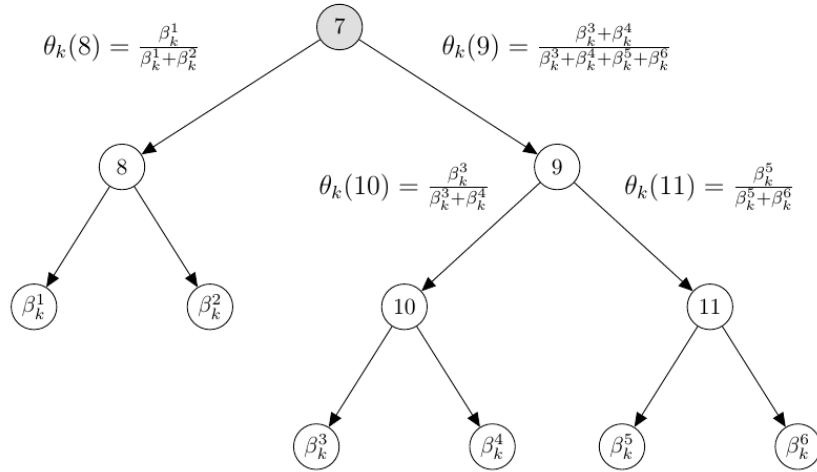 7
θ_k(8) = β_k^1 / (β_k^1+β_k^2)
θ_k(9) = (β_k^3+β_k^4) / (β_k^3+β_k^4+β_k^5+β_k^6)
8
9
θ_k(10) = β_k^3 / (β_k^3+β_k^4)
θ_k(11) = β_k^5 / (β_k^5+β_k^6)
β_k^1
β_k^2
10
11
β_k^3
β_k^4
β_k^5
β_k^6